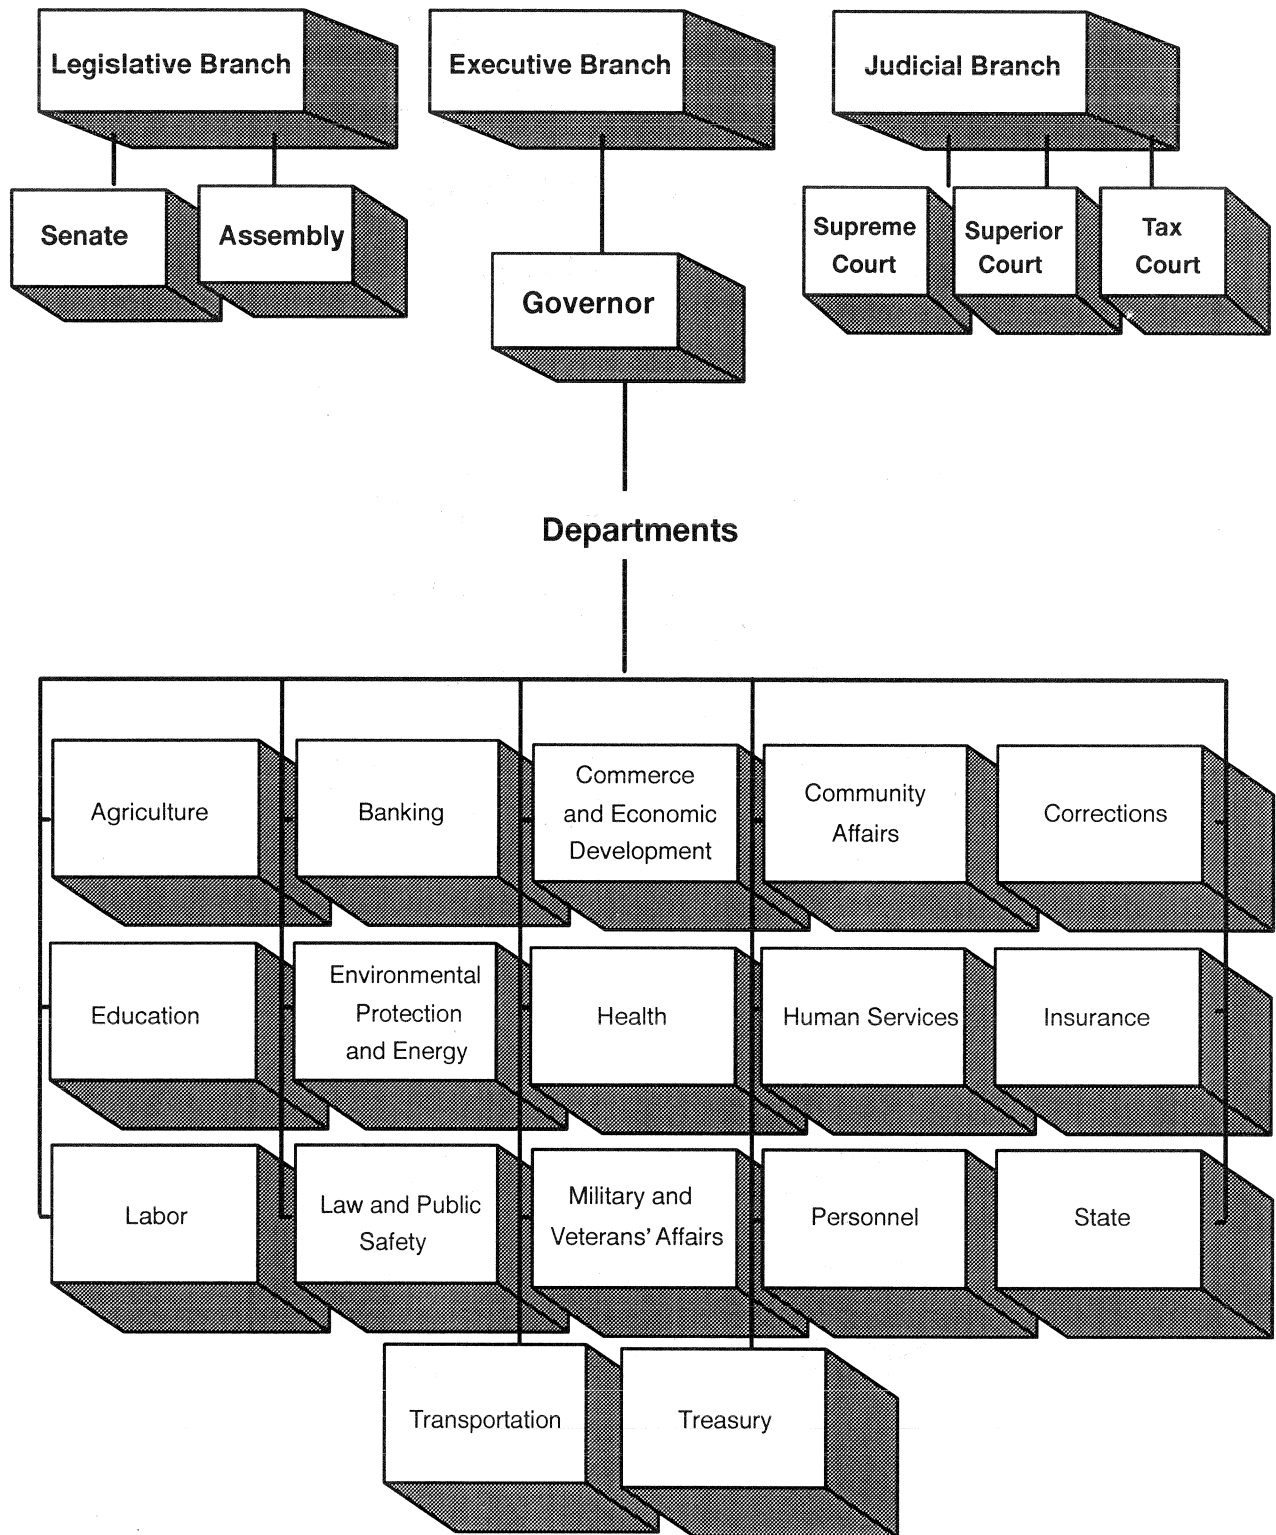 Legislative Branch
Executive Branch
Judicial Branch
Senate
Assembly
Governor
Supreme
Court
Superior
Court
Tax
Court
Departments
Agriculture
Banking
Commerce
and Economic
Development
Community
Affairs
Corrections
Education
Environmental
Protection
and Energy
Health
Human Services
Insurance
Labor
Law and Public
Safety
Military and
Veterans' Affairs
Personnel
State
Transportation
Treasury